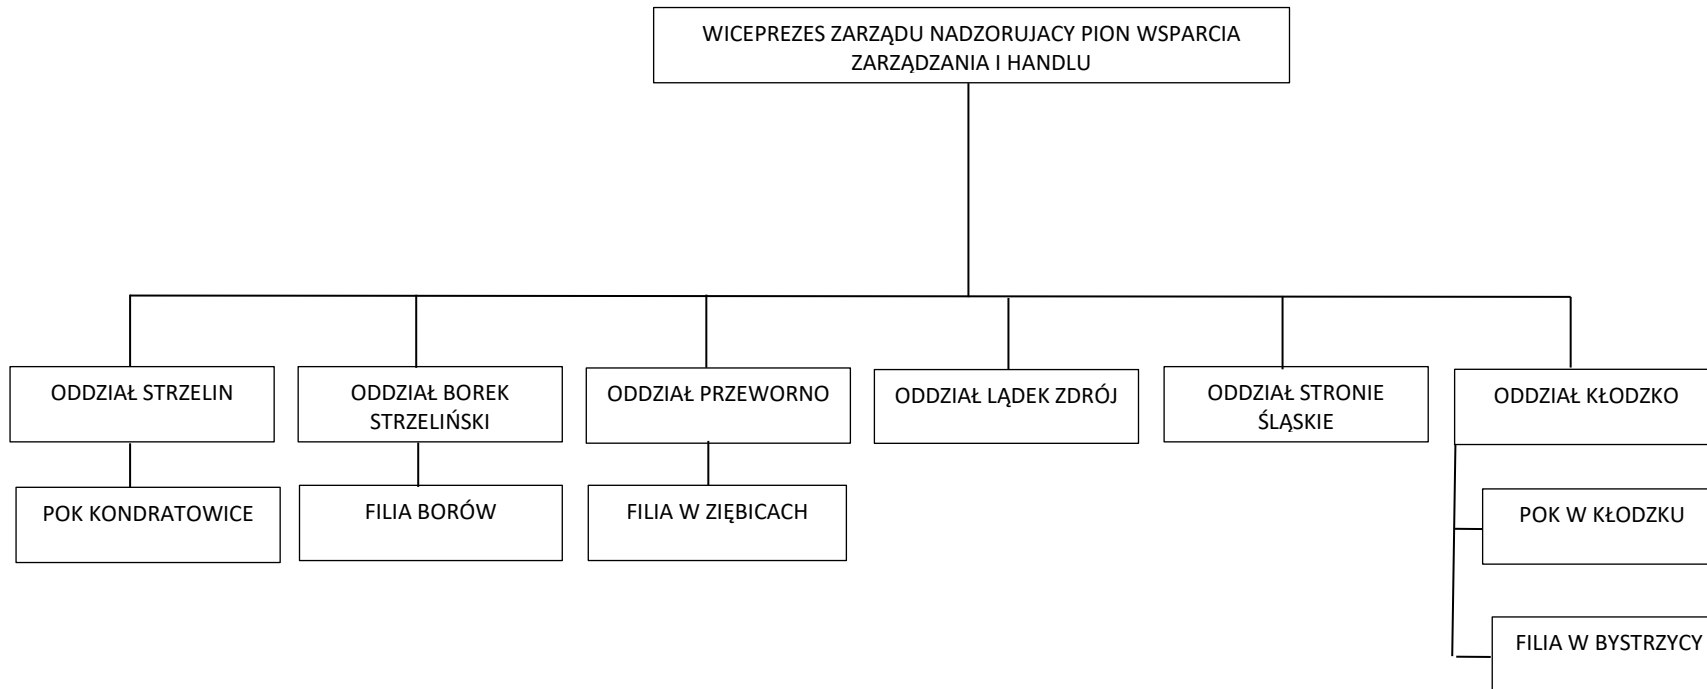 WICEPREZES ZARZĄDU NADZORUJACY PION WSPARCIA
ZARZĄDZANIA I HANDLU
ODDZIAŁ STRZELIN
ODDZIAŁ BOREK
STRZELIŃSKI
ODDZIAŁ PRZEWORNO
ODDZIAŁ LĄDEK ZDRÓJ
ODDZIAŁ STRONIE
ŚLĄSKIE
ODDZIAŁ KŁODZKO
POK KONDRATOWICE
FILIA BORÓW
FILIA W ZIĘBICACH
POK W KŁODZKU
FILIA W BYSTRZYCY